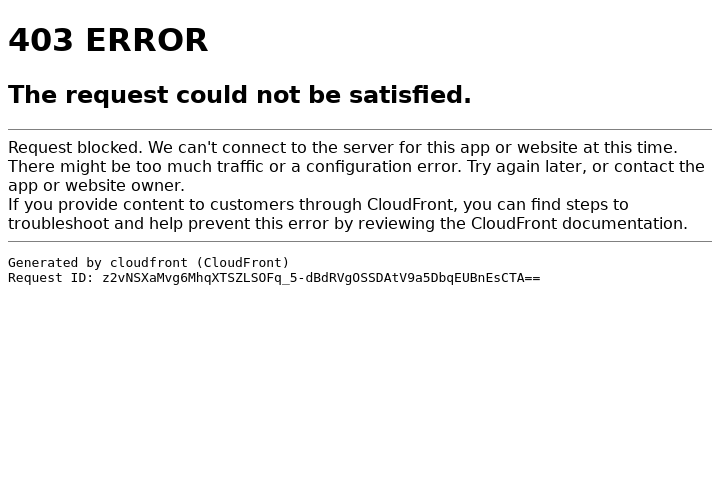 403 ERROR
The request could not be satisfied.
Request blocked. We can't connect to the server for this app or website at this time.
There might be too much traffic or a configuration error. Try again later, or contact the
app or website owner.
If you provide content to customers through CloudFront, you can find steps to
troubleshoot and help prevent this error by reviewing the CloudFront documentation.
Generated by cloudfront (CloudFront)
Request ID: z2vNSXaMvg6MhqXTSZLSOFq_5-dBdRVgOSSDAtV9a5DbqEUBnEsCTA==